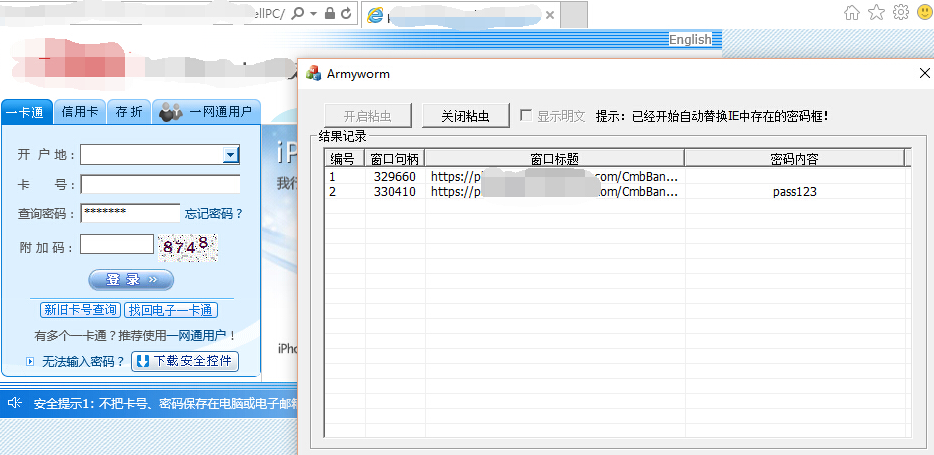 ellPC/
English
一卡通 信用卡 存折 一网通用户
开 户 地：
卡 号：
查询密码： ******* 忘记密码？
附 加 码： 8748
登 录 »
新旧卡号查询 找回电子一卡通
有多个一卡通？推荐使用一网通用户！
无法输入密码？ 下载安全控件
安全提示1：不把卡号、密码保存在电脑或电子邮
iP
我行
iPho
Armyworm
开启粘虫 关闭粘虫 显示明文 提示：已经开始自动替换IE中存在的密码框！
结果记录
编号 窗口句柄 窗口标题 密码内容
1 329660 https://p .com/CmbBan...
2 330410 https://p .com/CmbBan... pass123